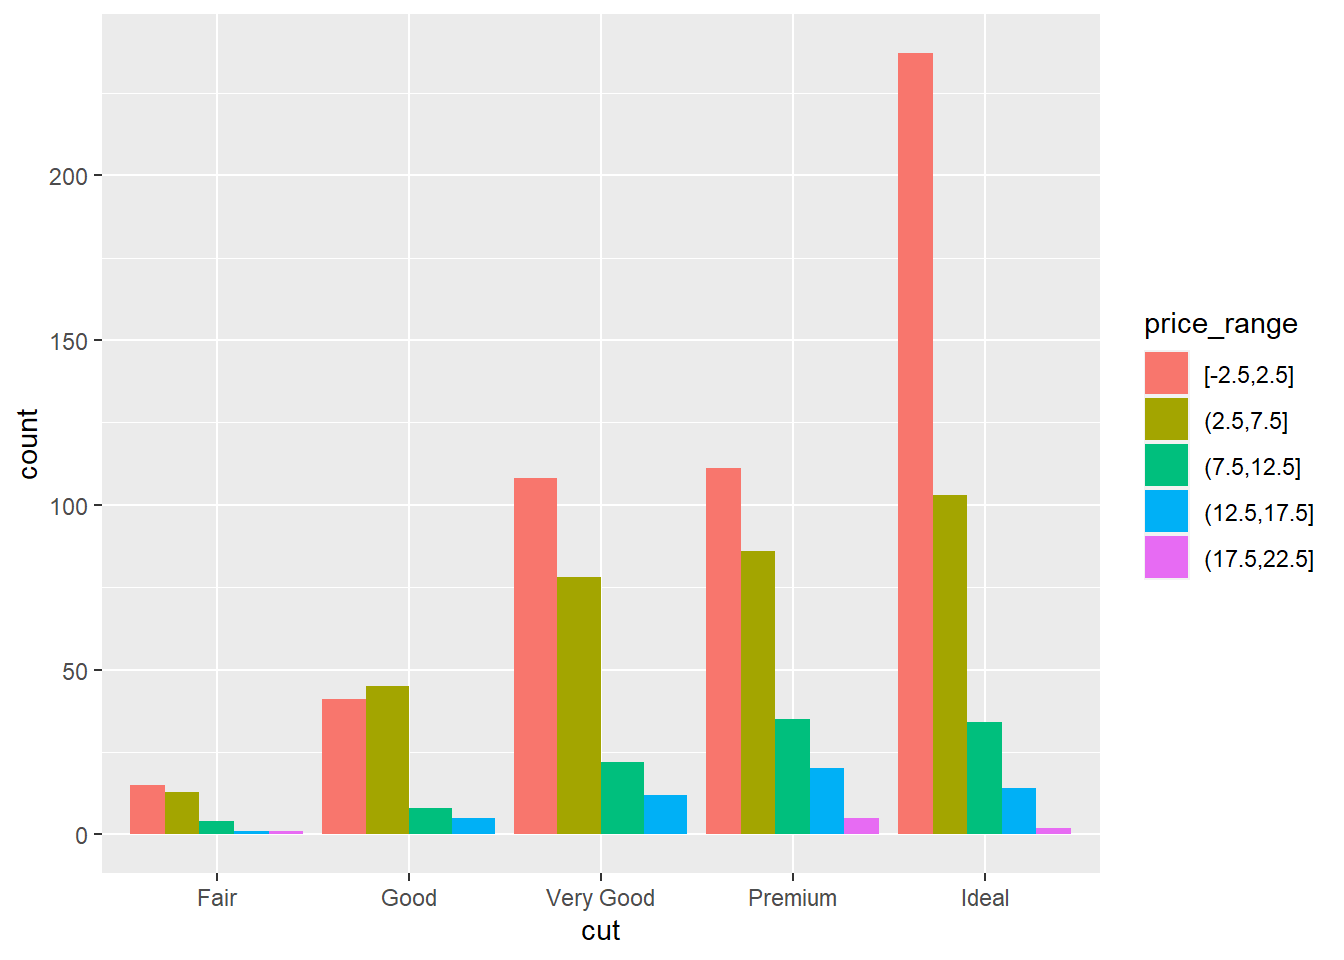 200
150
100
50
0
count
Fair Good Very Good Premium Ideal
cut
price_range
[-2.5,2.5]
(2.5,7.5]
(7.5,12.5]
(12.5,17.5]
(17.5,22.5]